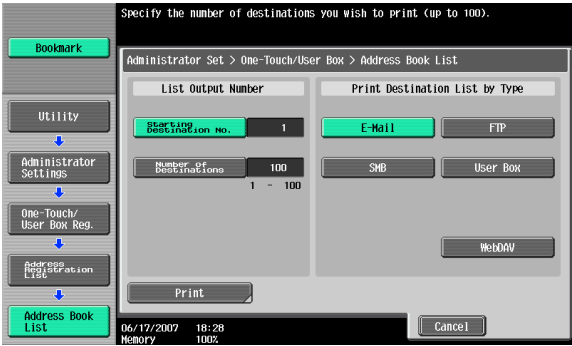 Specify the number of destinations you wish to print (up to 100).
Bookmark
Administrator Set > One-Touch/User Box > Address Book List
List Output Number
Print Destination List by Type
Utility
Starting
Destination No.
1
E-Mail
FTP
Administrator
Settings
Number of
Destinations
100
SMB
User Box
1 - 100
One-Touch/
User Box Reg.
WebDAV
Address
Registration
List
Print
Address Book
List
06/17/2007 18:28
Cancel
Memory 100%